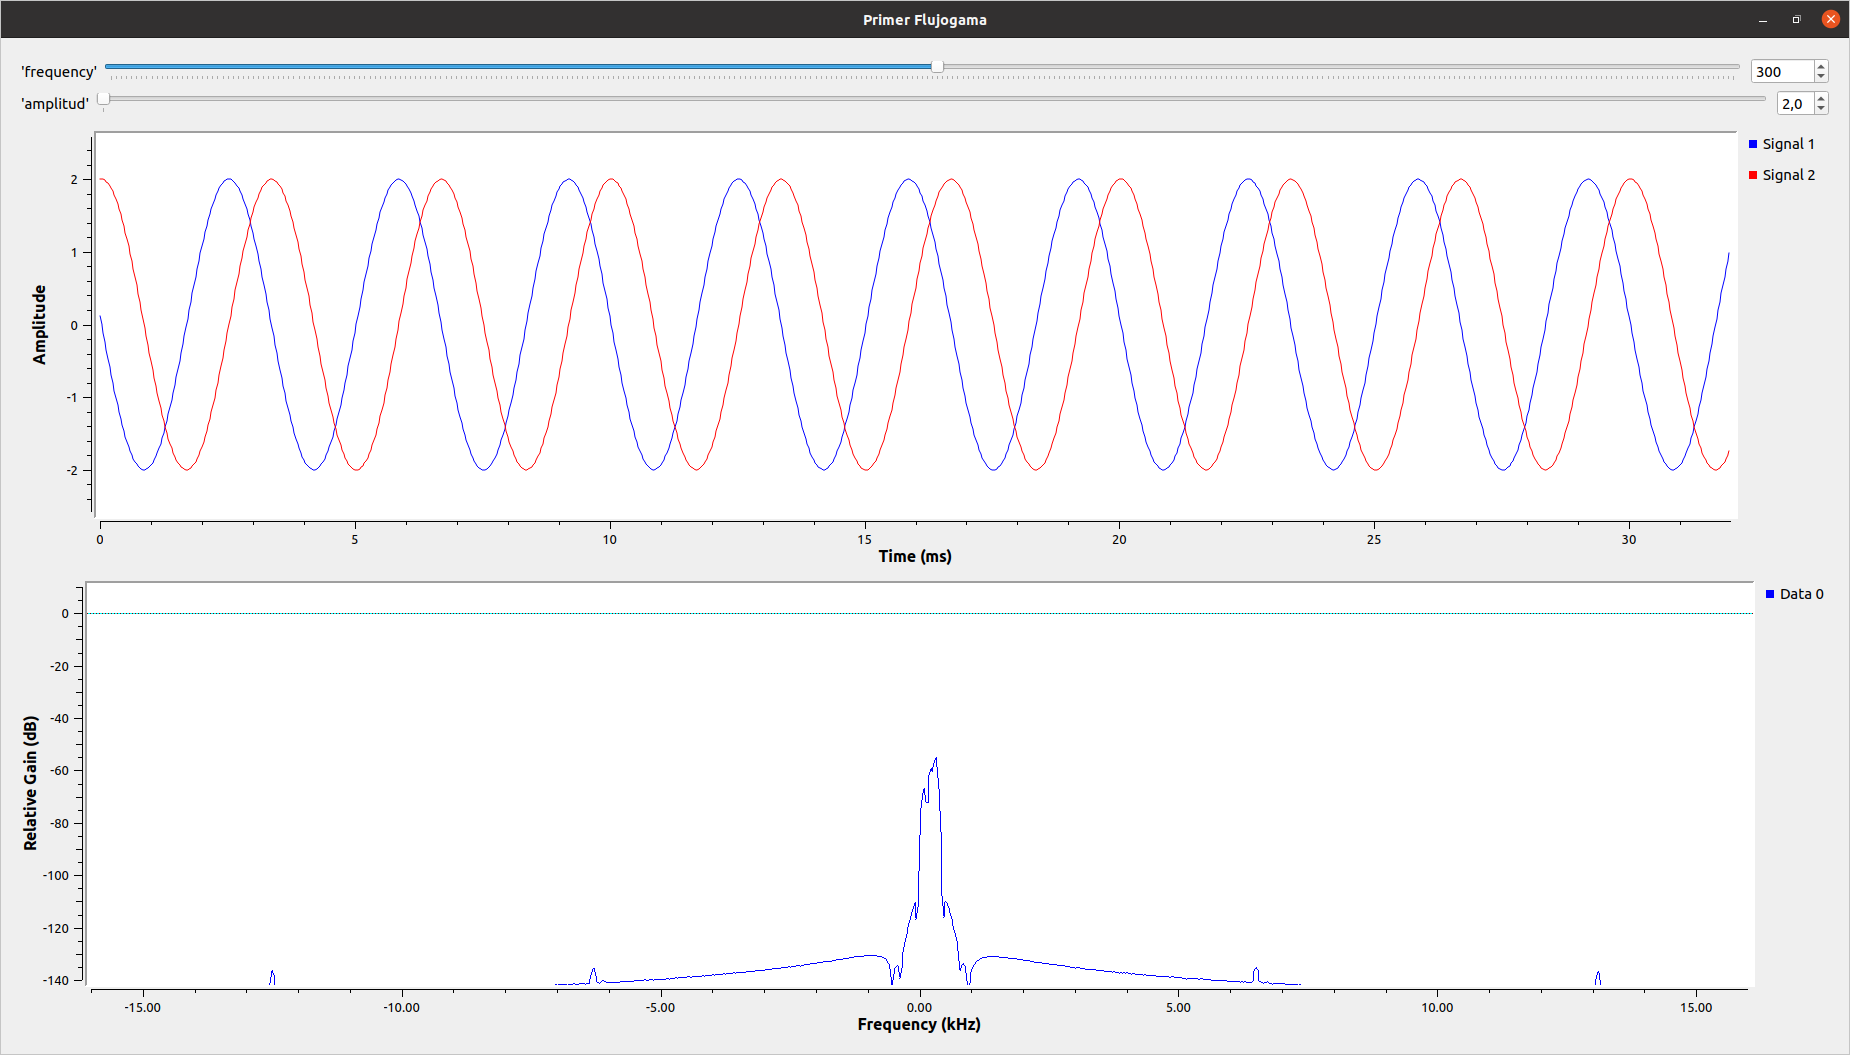 Primer Flujogama
'frequency'
300
'amplitud'
2,0
Signal 1
Signal 2
Amplitude
2
1
0
-1
-2
0 5 10 15 20 25 30
Time (ms)
Data 0
Relative Gain (dB)
0
-20
-40
-60
-80
-100
-120
-140
-15.00 -10.00 -5.00 0.00 5.00 10.00 15.00
Frequency (kHz)